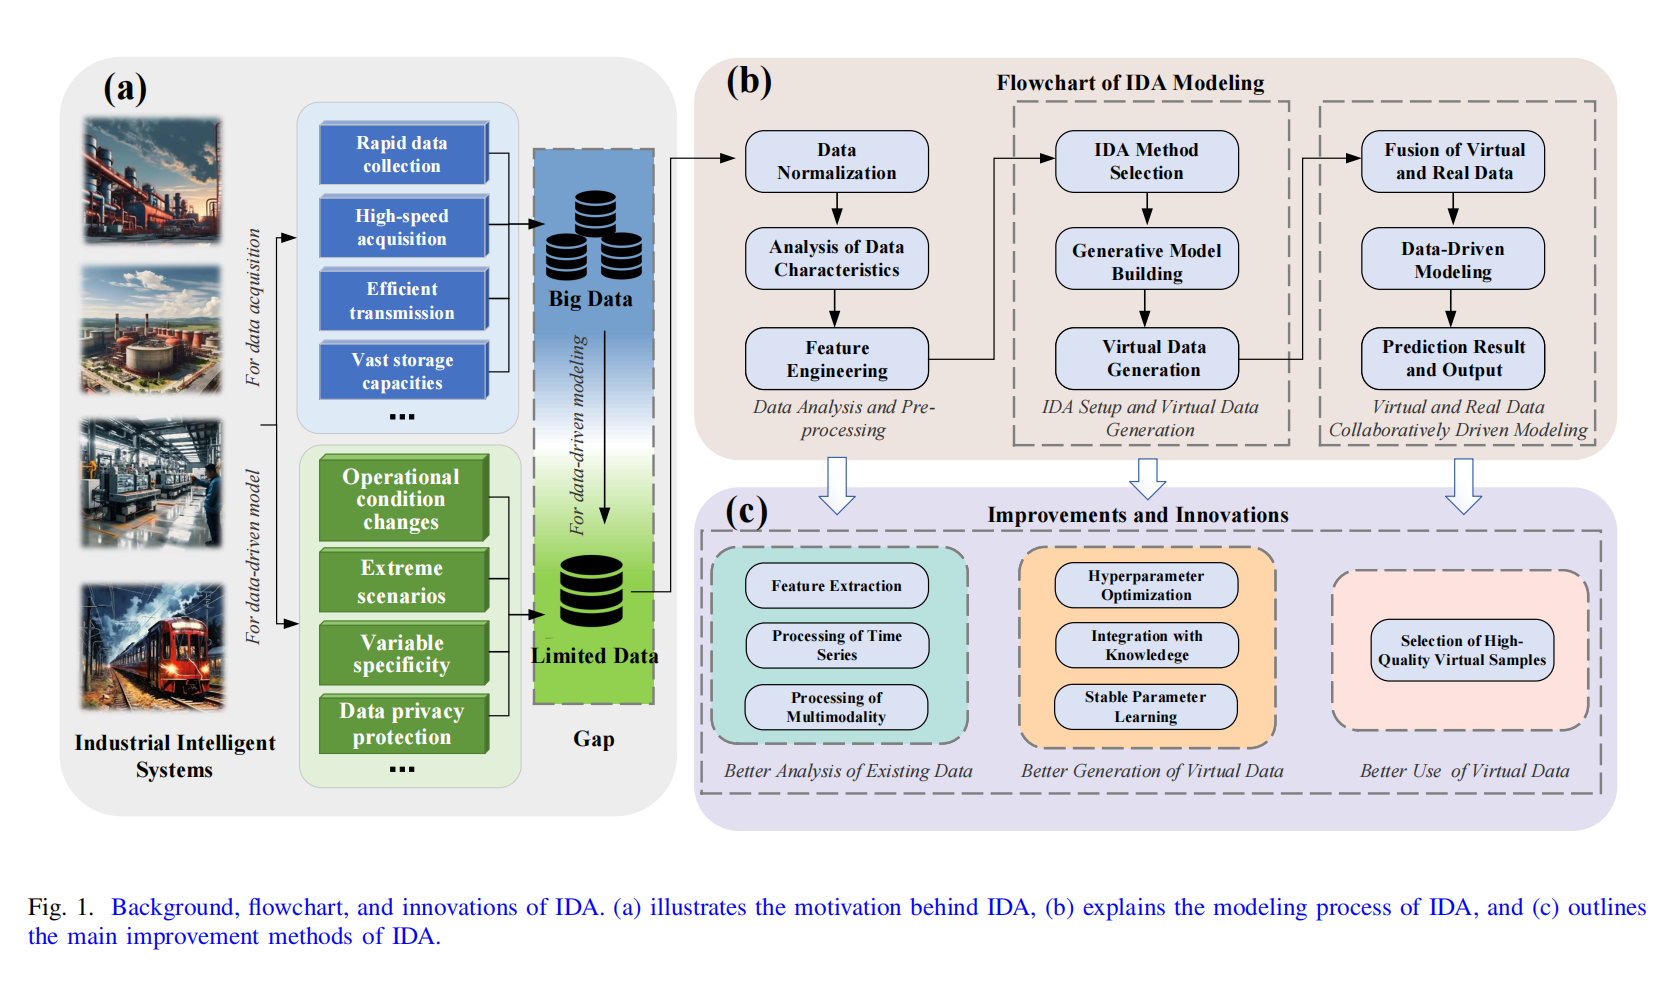 (a)
For data acquisition
For data-driven model
Industrial Intelligent
Systems
Rapid data
collection
High-speed
acquisition
Efficient
transmission
Vast storage
capacities
...
Operational
condition
changes
Extreme
scenarios
Variable
specificity
Data privacy
protection
...
Big Data
For data-driven modeling
Limited Data
Gap
(b)
Flowchart of IDA Modeling
Data
Normalization
Analysis of Data
Characteristics
Feature
Engineering
Data Analysis and Pre-
processing
IDA Method
Selection
Generative Model
Building
Virtual Data
Generation
IDA Setup and Virtual Data
Generation
Fusion of Virtual
and Real Data
Data-Driven
Modeling
Prediction Result
and Output
Virtual and Real Data
Collaboratively Driven Modeling
(c)
Improvements and Innovations
Feature Extraction
Processing of Time
Series
Processing of
Multimodality
Better Analysis of Existing Data
Hyperparameter
Optimization
Integration with
Knowledege
Stable Parameter
Learning
Better Generation of Virtual Data
Selection of High-
Quality Virtual Samples
Better Use of Virtual Data
Fig. 1. Background, flowchart, and innovations of IDA. (a) illustrates the motivation behind IDA, (b) explains the modeling process of IDA, and (c) outlines
the main improvement methods of IDA.